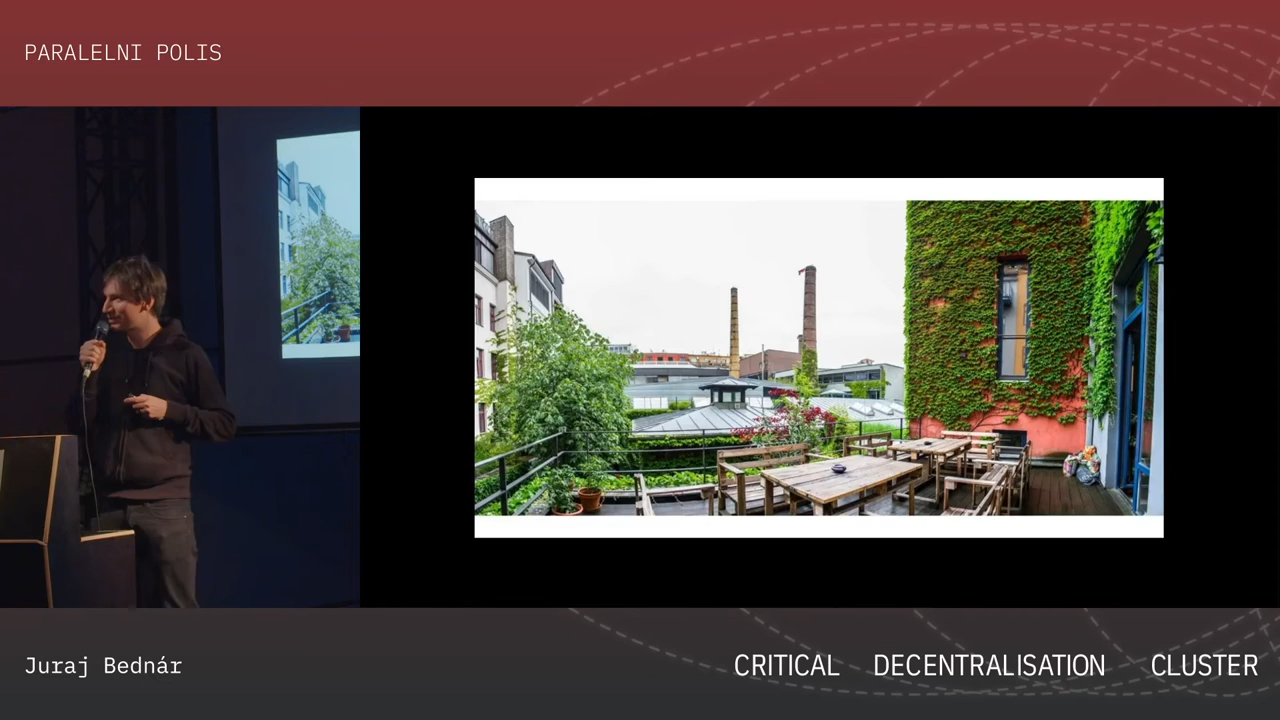 PARALELNI POLIS
Juraj Bednár
CRITICAL DECENTRALISATION CLUSTER